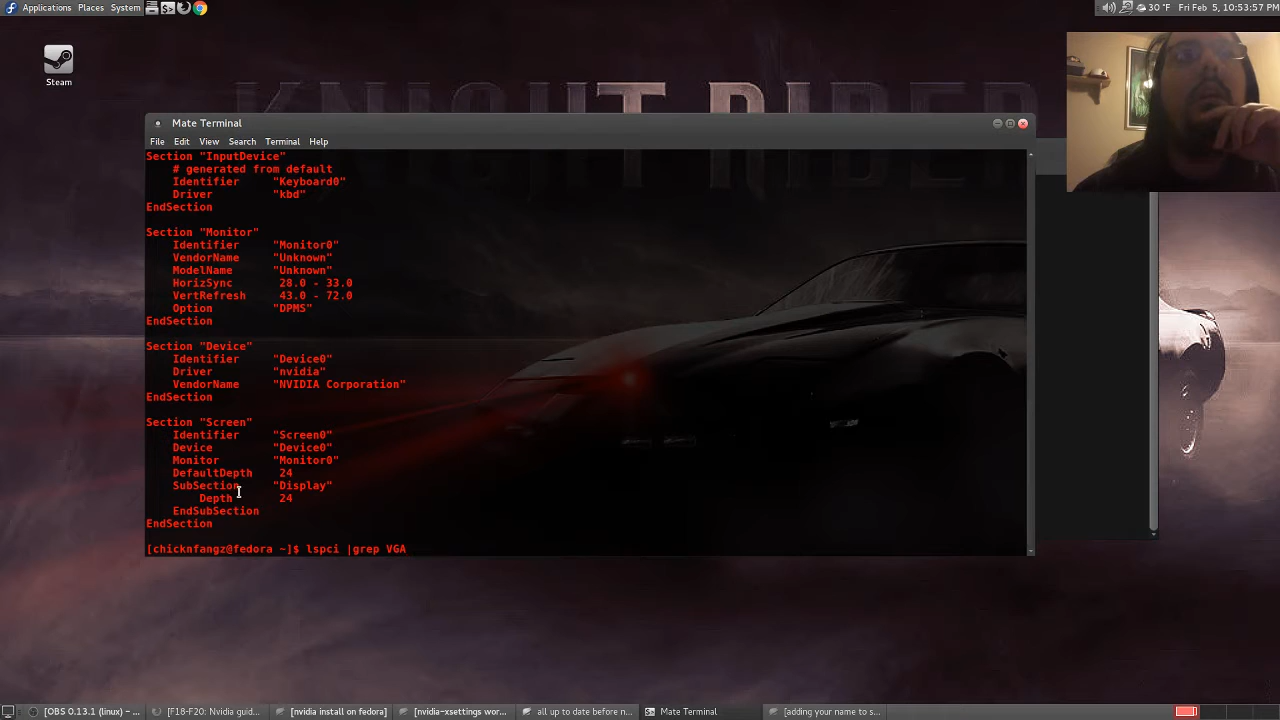 Applications Places System
30 °F Fri Feb 5, 10:53:57 PM
Steam
KNIGHT RIDER
Mate Terminal
File Edit View Search Terminal Help
Section "InputDevice"
# generated from default
Identifier "Keyboard0"
Driver "kbd"
EndSection
Section "Monitor"
Identifier "Monitor0"
VendorName "Unknown"
ModelName "Unknown"
HorizSync 28.0 - 33.0
VertRefresh 43.0 - 72.0
Option "DPMS"
EndSection
Section "Device"
Identifier "Device0"
Driver "nvidia"
VendorName "NVIDIA Corporation"
EndSection
Section "Screen"
Identifier "Screen0"
Device "Device0"
Monitor "Monitor0"
DefaultDepth 24
SubSection "Display"
Depth 24
EndSubSection
EndSection
[chicknfangz@fedora ~]$ lspci |grep VGA
[OBS 0.13.1 (linux) – ... [F18-F20: Nvidia guid... [nvidia install on fedora] [nvidia-xsettings wor... all up to date before n... Mate Terminal [adding your name to s...